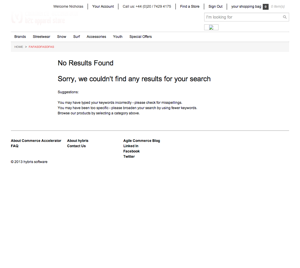 Welcome Nicholas | Your Account | Call us: +44 (0)20 / 7429 4175 | Find a Store | Sign Out | your shopping bag 0
I'm looking for
Brands Streetwear Snow Surf Accessories Youth Special Offers
HOME
No Results Found
Sorry, we couldn't find any results for your search
Suggestions:
You may have typed your keywords incorrectly - please check for misspellings.
You may have been too specific - please broaden your search by using fewer keywords.
Browse our products by selecting a category above.
About Commerce Accelerator About hybris Agile Commerce Blog
FAQ Contact Us Linked In
Facebook
Twitter
© 2013 hybris software